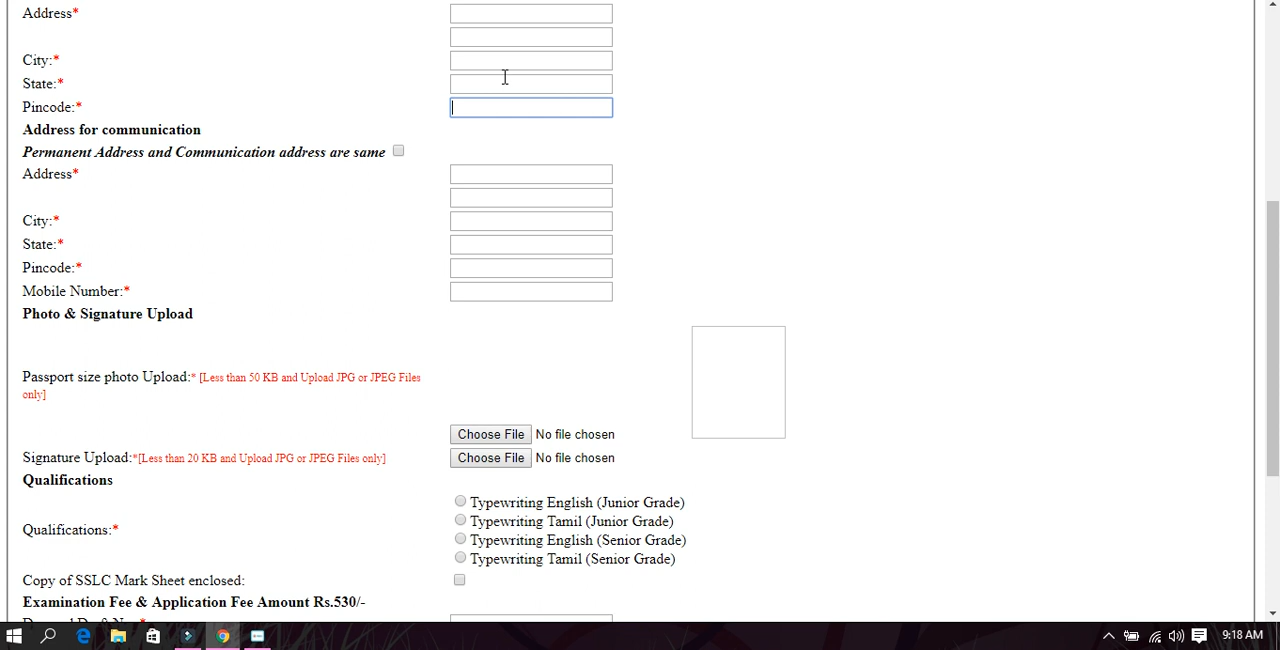 Address*
City:*
State:*
Pincode:*
Address for communication
Permanent Address and Communication address are same
Address*
City:*
State:*
Pincode:*
Mobile Number:*
Photo & Signature Upload
Passport size photo Upload:* [Less than 50 KB and Upload JPG or JPEG Files
only]
Choose File No file chosen
Signature Upload:*[Less than 20 KB and Upload JPG or JPEG Files only] Choose File No file chosen
Qualifications
Qualifications:*
Typewriting English (Junior Grade)
Typewriting Tamil (Junior Grade)
Typewriting English (Senior Grade)
Typewriting Tamil (Senior Grade)
Copy of SSLC Mark Sheet enclosed:
Examination Fee & Application Fee Amount Rs.530/-
9:18 AM